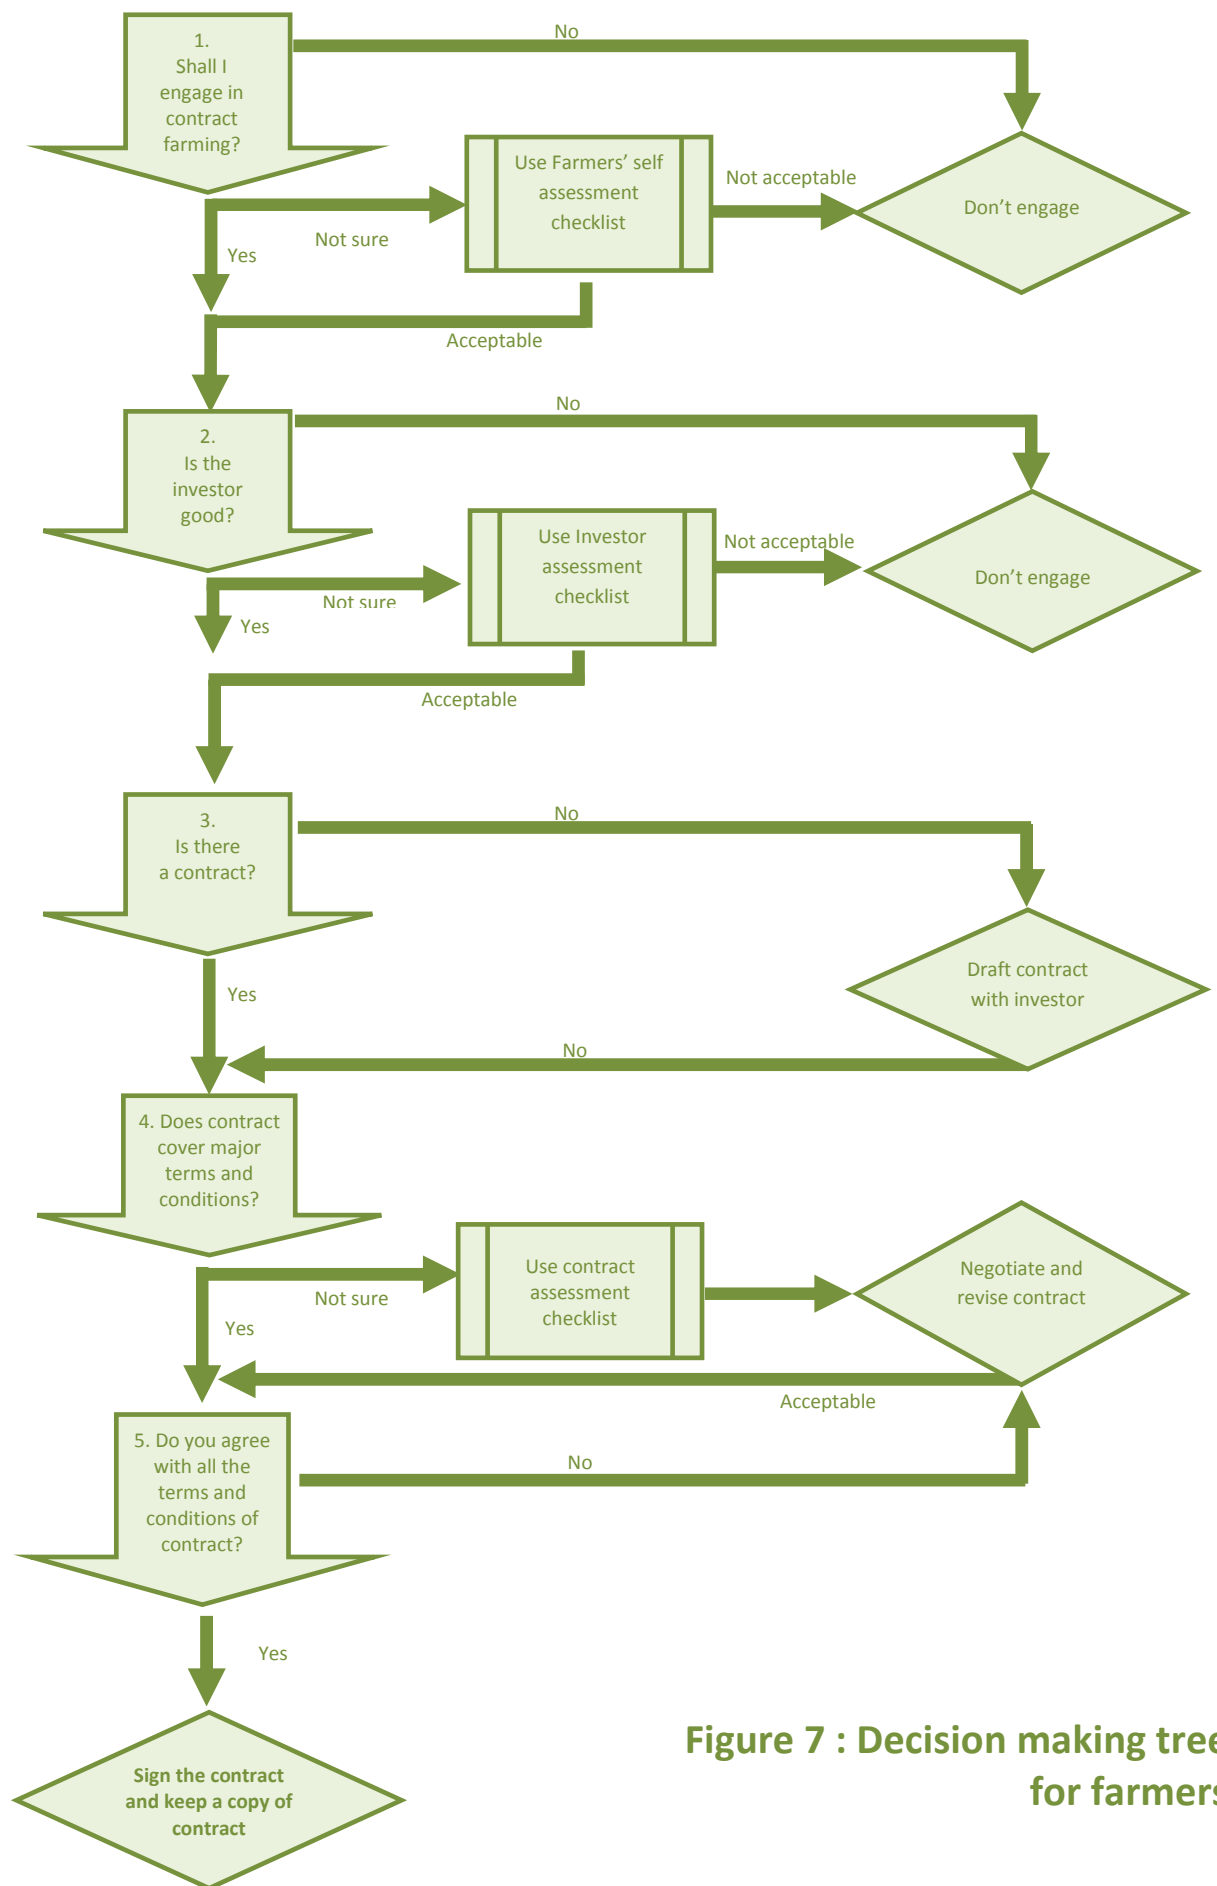 No
1.
Shall I
engage in
contract
farming?
Use Farmers’ self
assessment
checklist
Not acceptable
Don’t engage
Not sure
Yes
Acceptable
No
2.
Is the
investor
good?
Use Investor
assessment
checklist
Not acceptable
Don’t engage
Not sure
Yes
Acceptable
No
3.
Is there
a contract?
Draft contract
with investor
Yes
No
4. Does contract
cover major
terms and
conditions?
Use contract
assessment
checklist
Negotiate and
revise contract
Not sure
Yes
Acceptable
5. Do you agree
with all the
terms and
conditions of
contract?
No
Yes
Sign the contract
and keep a copy of
contract
Figure 7 : Decision making tree
for farmers